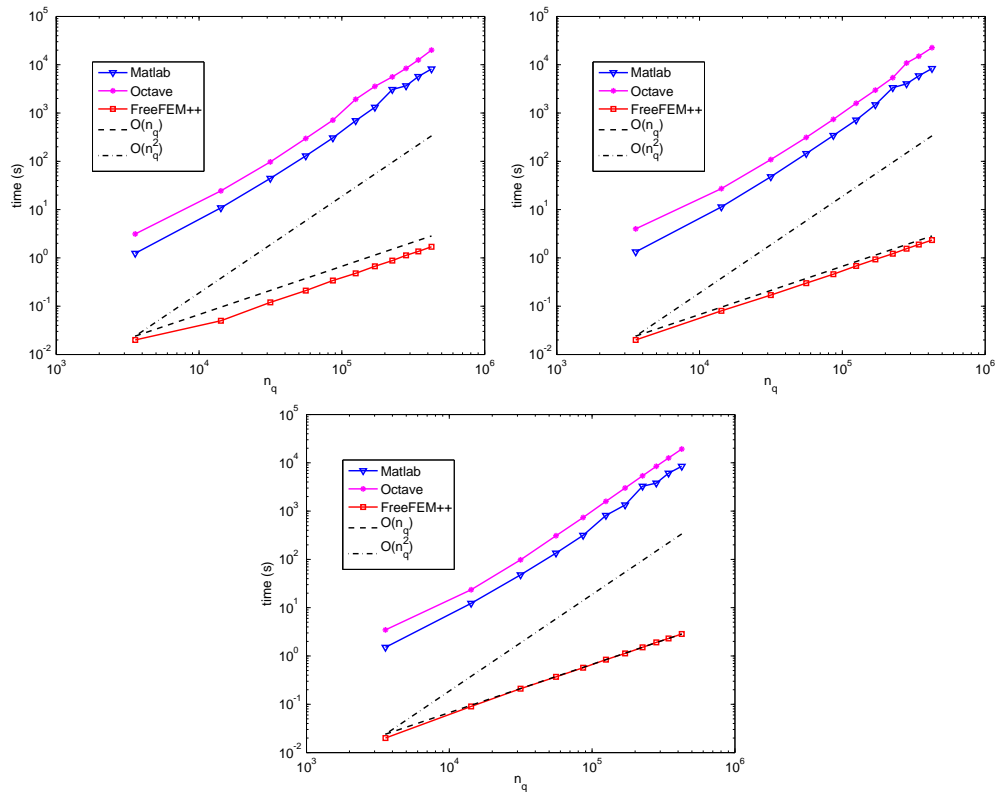 10^5
10^4
10^3
10^2
10^1
10^0
10^-1
10^-2
time (s)
Matlab
Octave
FreeFEM++
O(n_q)
O(n_q^2)
10^3
10^4
10^5
10^6
n_q
10^5
10^4
10^3
10^2
10^1
10^0
10^-1
10^-2
time (s)
Matlab
Octave
FreeFEM++
O(n_q)
O(n_q^2)
10^3
10^4
10^5
10^6
n_q
10^5
10^4
10^3
10^2
10^1
10^0
10^-1
10^-2
time (s)
Matlab
Octave
FreeFEM++
O(n_q)
O(n_q^2)
10^3
10^4
10^5
10^6
n_q